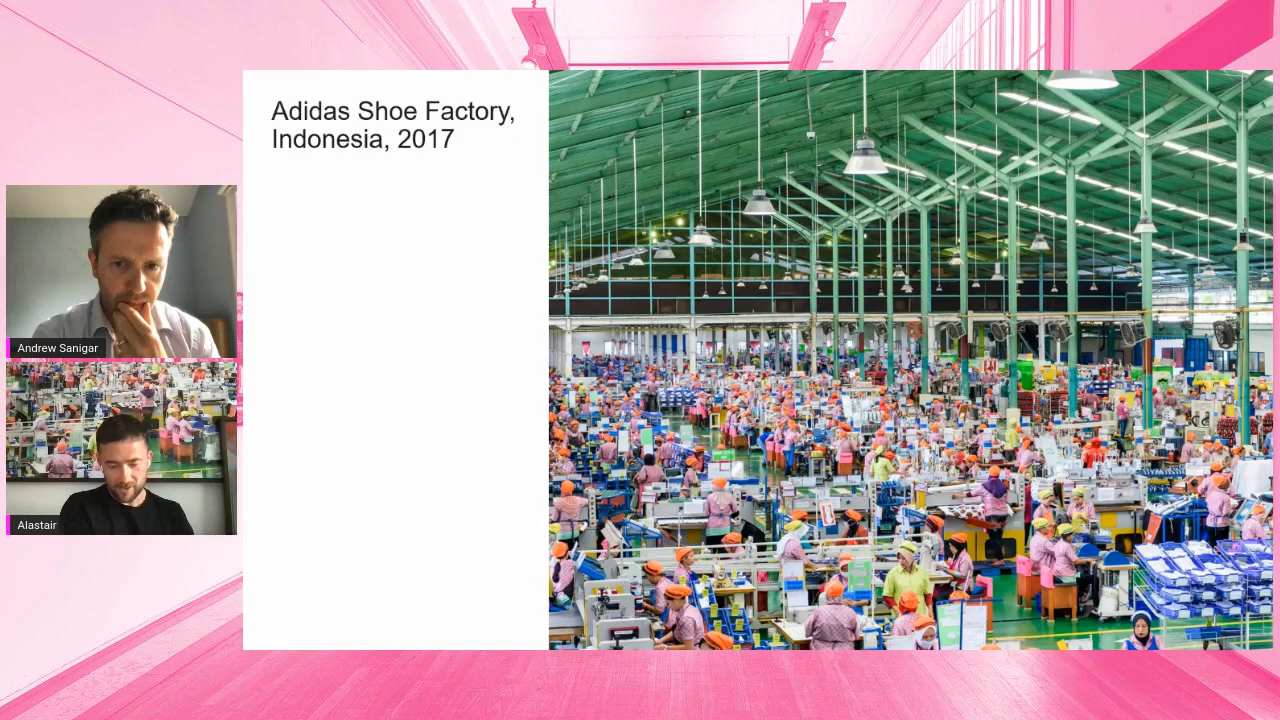 Adidas Shoe Factory,
Indonesia, 2017
Andrew Sanigar
Alastair